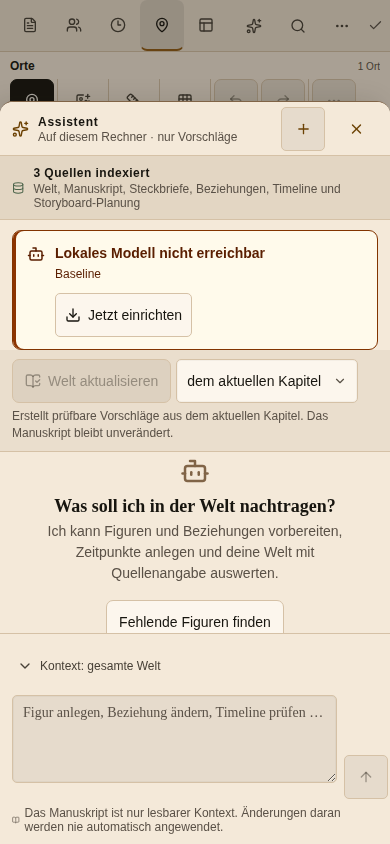 Orte
1 Ort
Assistent
Auf diesem Rechner · nur Vorschläge
3 Quellen indexiert
Welt, Manuskript, Steckbriefe, Beziehungen, Timeline und
Storyboard-Planung
Lokales Modell nicht erreichbar
Baseline
Jetzt einrichten
Welt aktualisieren
dem aktuellen Kapitel
Erstellt prüfbare Vorschläge aus dem aktuellen Kapitel. Das
Manuskript bleibt unverändert.
Was soll ich in der Welt nachtragen?
Ich kann Figuren und Beziehungen vorbereiten,
Zeitpunkte anlegen und deine Welt mit
Quellenangabe auswerten.
Fehlende Figuren finden
Kontext: gesamte Welt
Figur anlegen, Beziehung ändern, Timeline prüfen …
Das Manuskript ist nur lesbarer Kontext. Änderungen daran
werden nie automatisch angewendet.